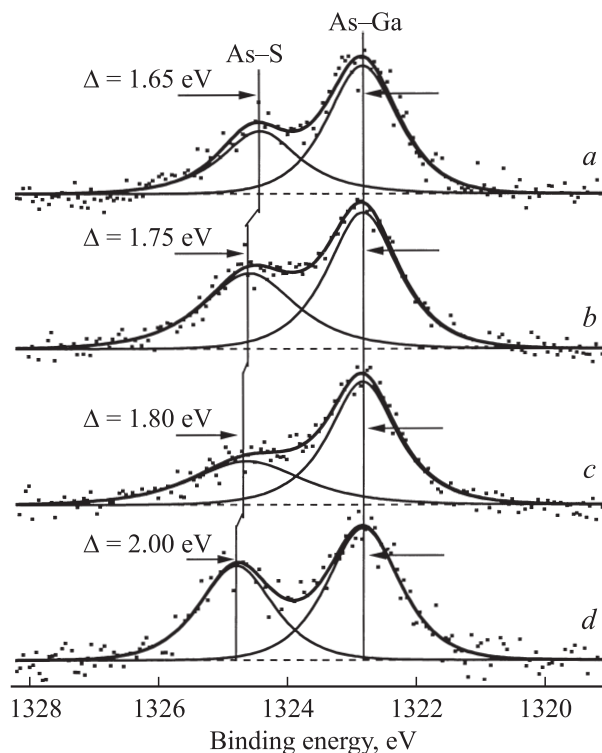 As–Ga
As–S
Δ = 1.65 eV
a
Δ = 1.75 eV
b
Δ = 1.80 eV
c
Δ = 2.00 eV
d
1328 1326 1324 1322 1320
Binding energy, eV